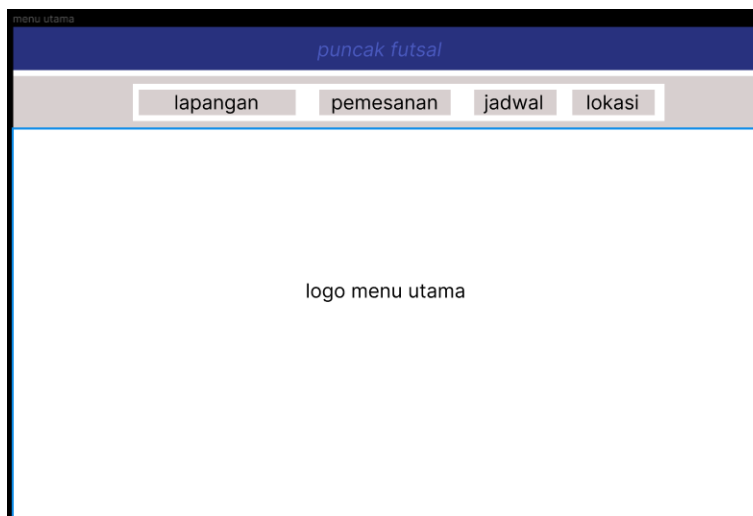 menu utama
puncak futsal
lapangan pemesanan jadwal lokasi
logo menu utama